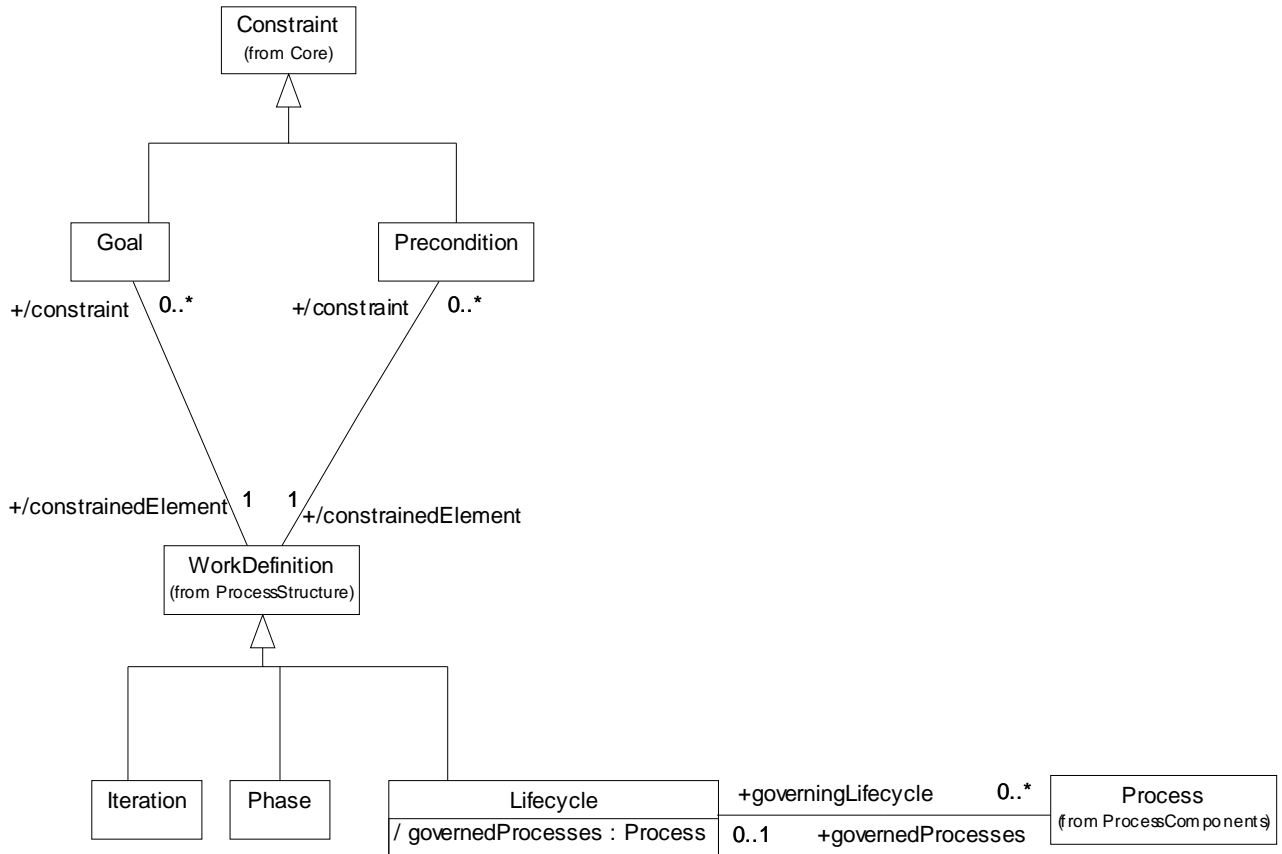 Constraint
(from Core)
Goal
Precondition
+/constraint
0..*
+/constraint
0..*
+/constrainedElement
1
1
+/constrainedElement
WorkDefinition
(from ProcessStructure)
Iteration
Phase
Lifecycle
/ governedProcesses : Process
+governingLifecycle
0..*
0..1
+governedProcesses
Process
(from ProcessComponents)